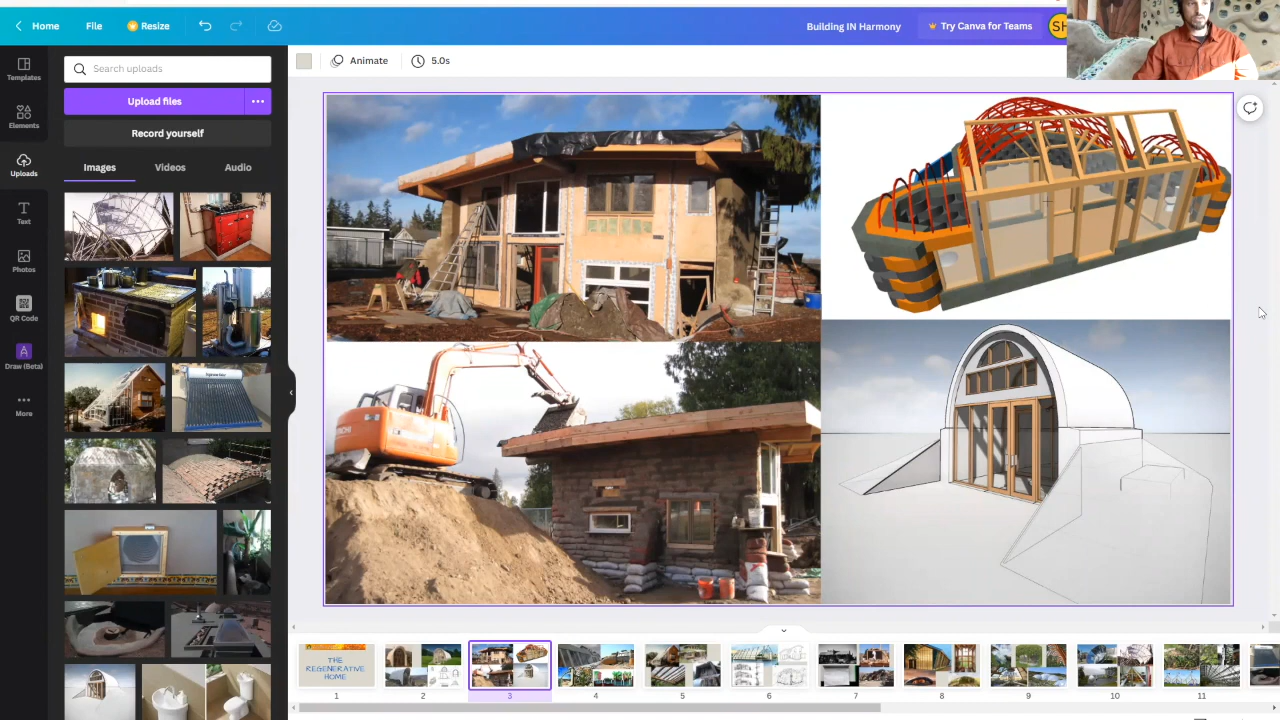 Home
File
Resize
Building IN Harmony
Try Canva for Teams
SH
Templates
Elements
Uploads
Text
Photos
QR Code
Draw (Beta)
More
Search uploads
Upload files
Record yourself
Images
Videos
Audio
Animate
5.0s
HITACHI
THE
REGENERATIVE
HOME
1
2
3
4
5
6
7
8
9
10
11